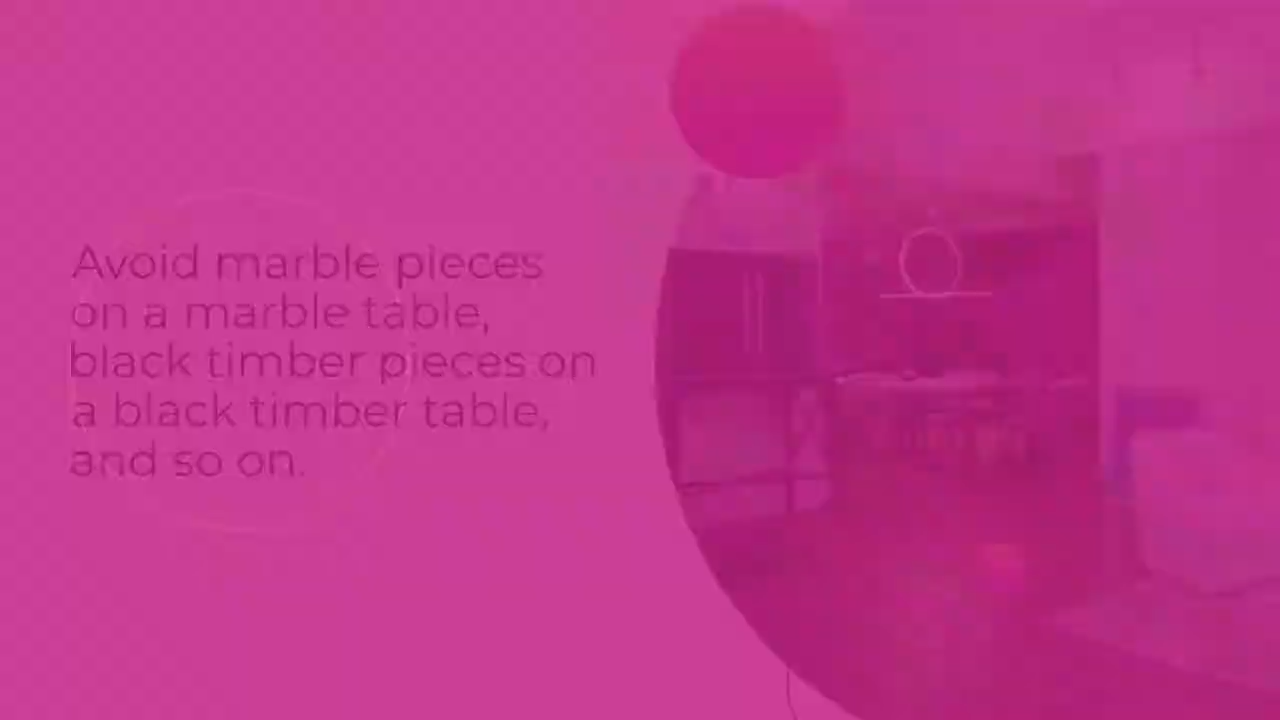 Avoid marble pieces
on a marble table,
black timber pieces on
a black timber table,
and so on.